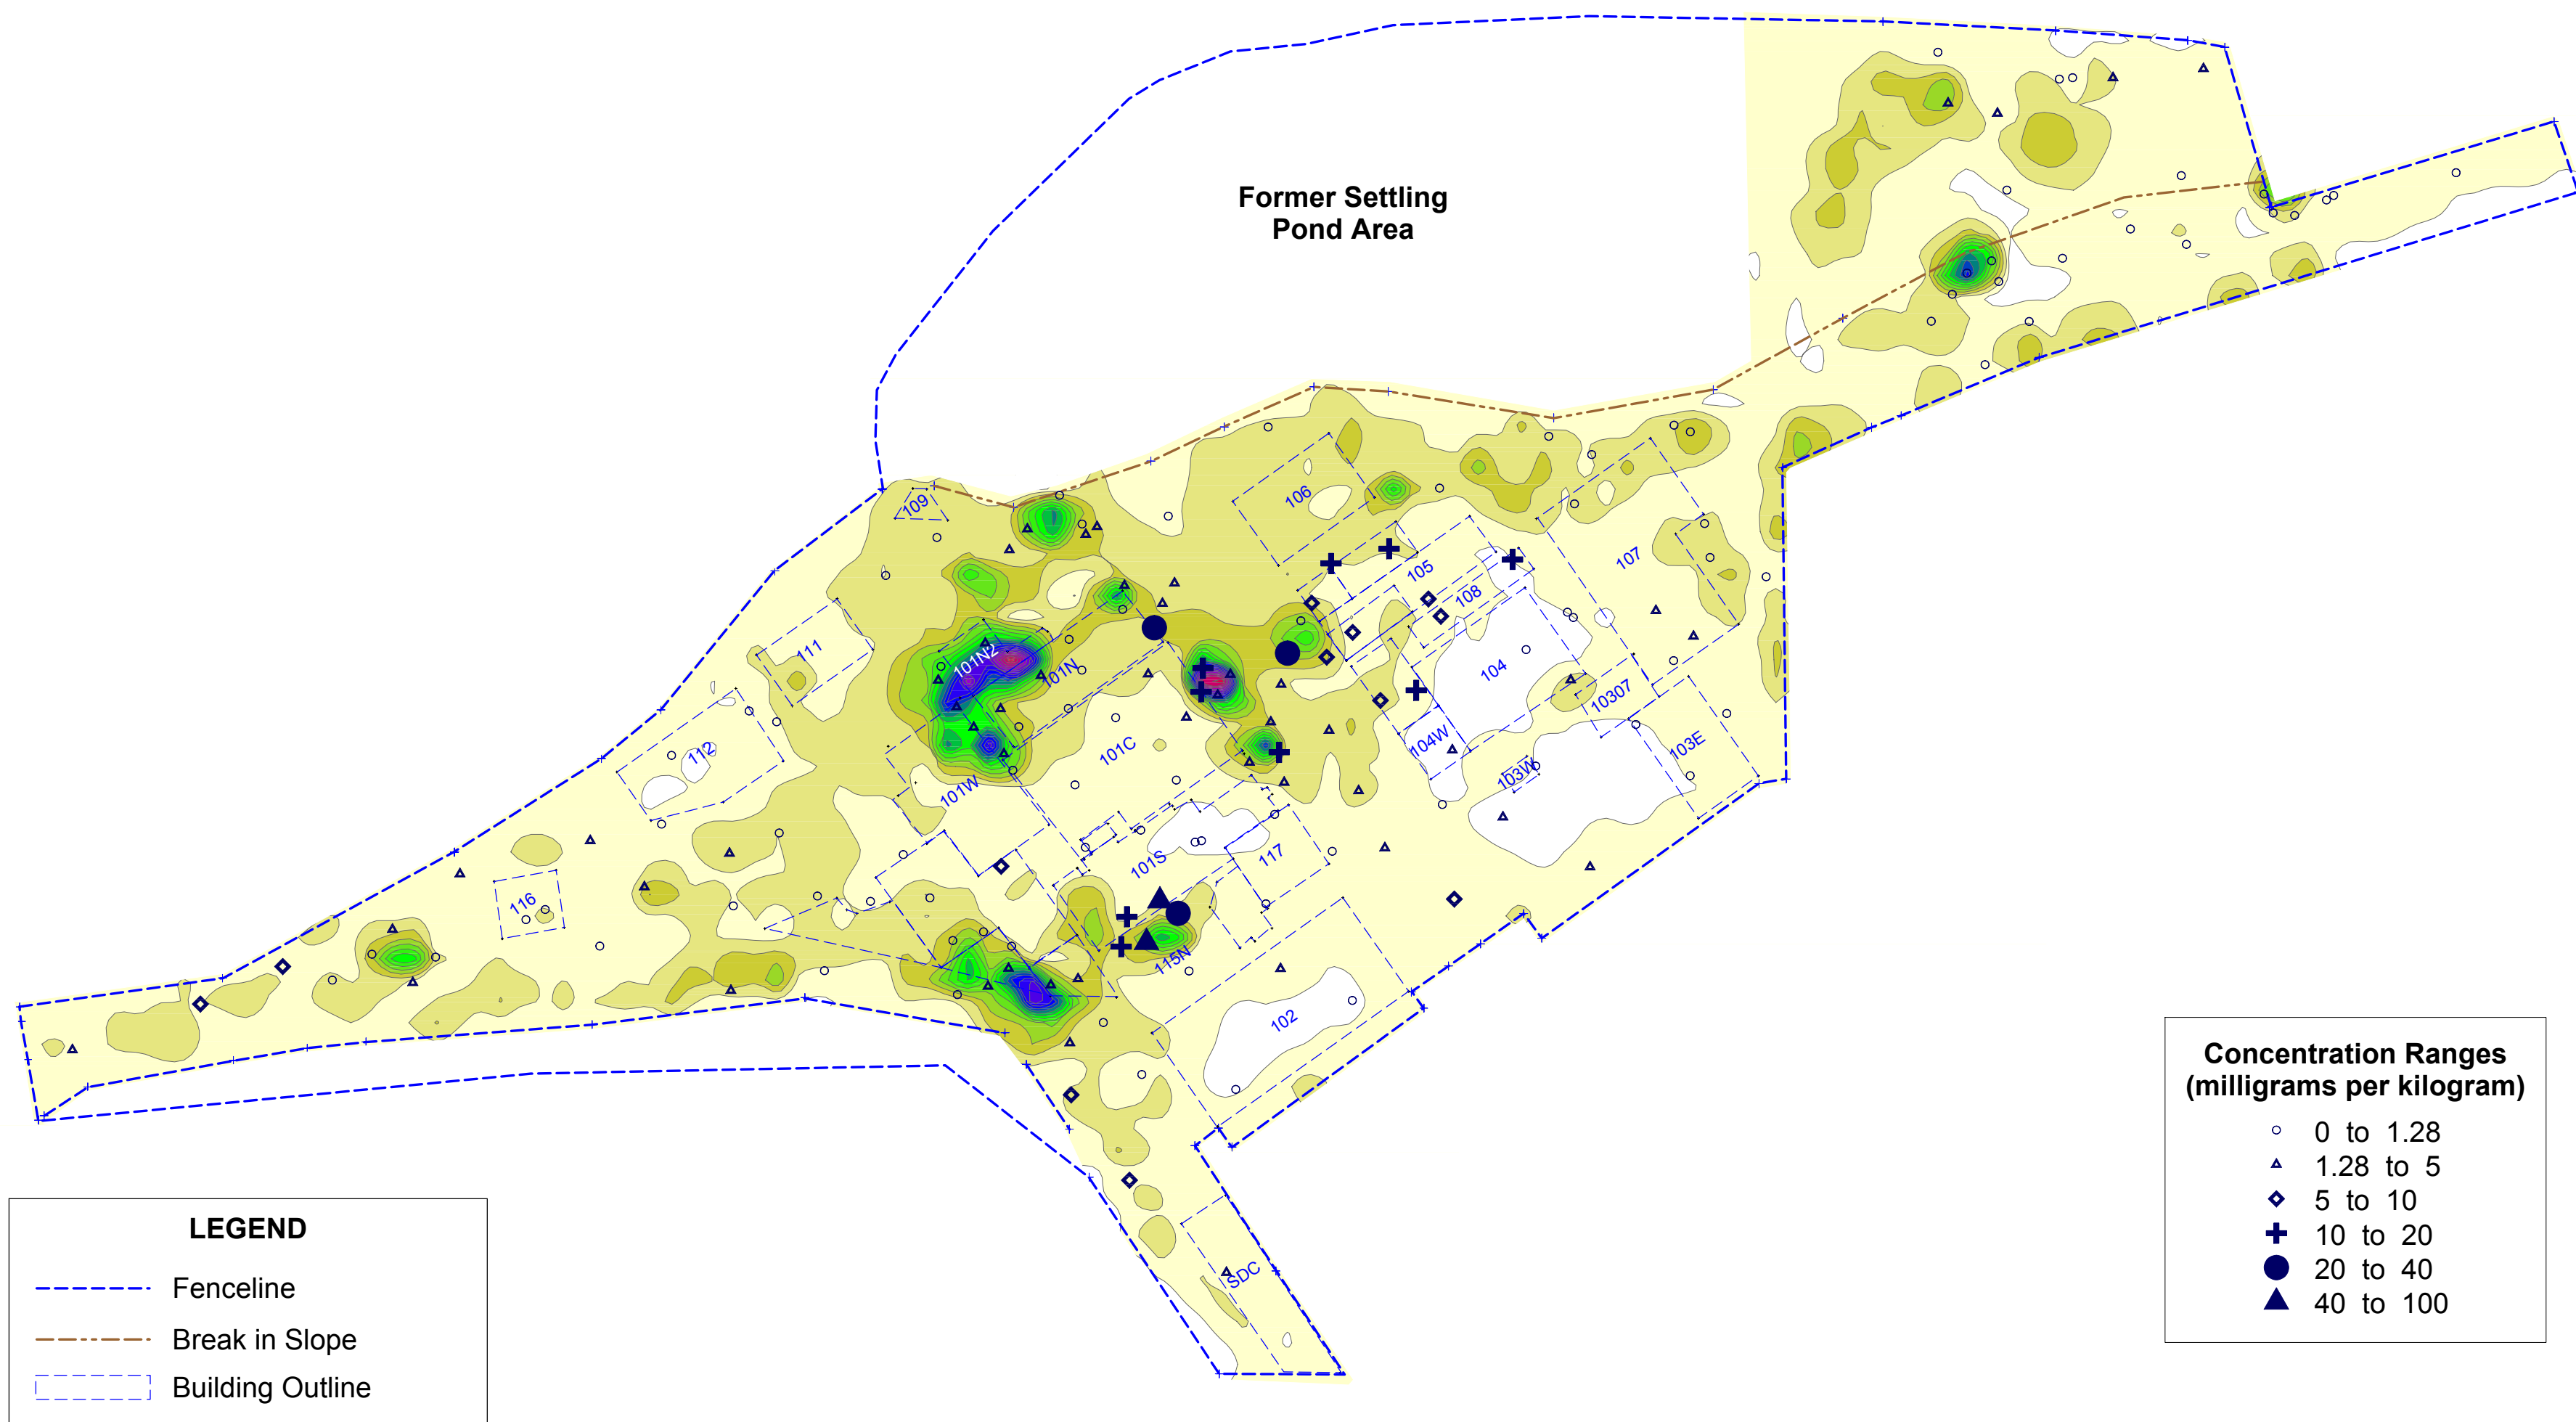 Former Settling
Pond Area
109
106
105
108
107
111
101N2
101N
104
10307
112
101C
104W
103W
103E
101W
101S
117
116
115N
102
SDC
LEGEND
Fenceline
Break in Slope
Building Outline
Concentration Ranges
(milligrams per kilogram)
0 to 1.28
1.28 to 5
5 to 10
10 to 20
20 to 40
40 to 100